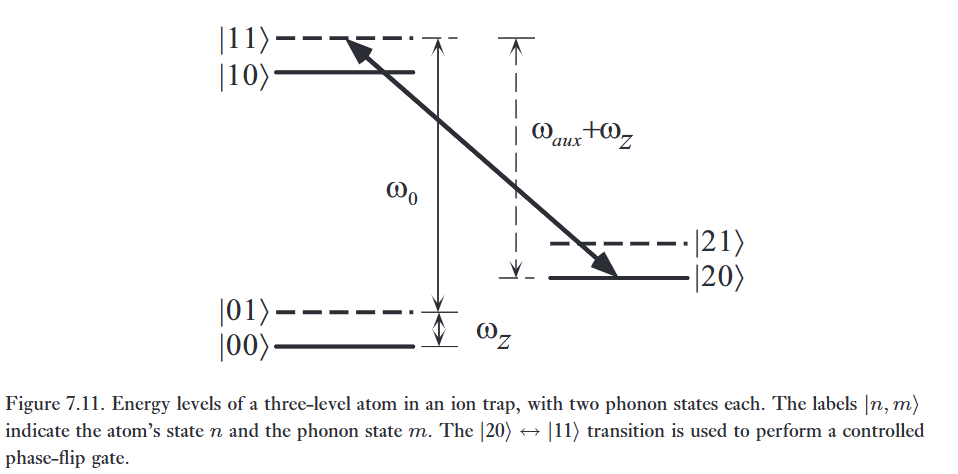 |11⟩
|10⟩
ω_aux+ω_z
ω_0
|21⟩
|20⟩
|01⟩
|00⟩
ω_z
Figure 7.11. Energy levels of a three-level atom in an ion trap, with two phonon states each. The labels |n, m⟩
indicate the atom’s state n and the phonon state m. The |20⟩ ↔ |11⟩ transition is used to perform a controlled
phase-flip gate.